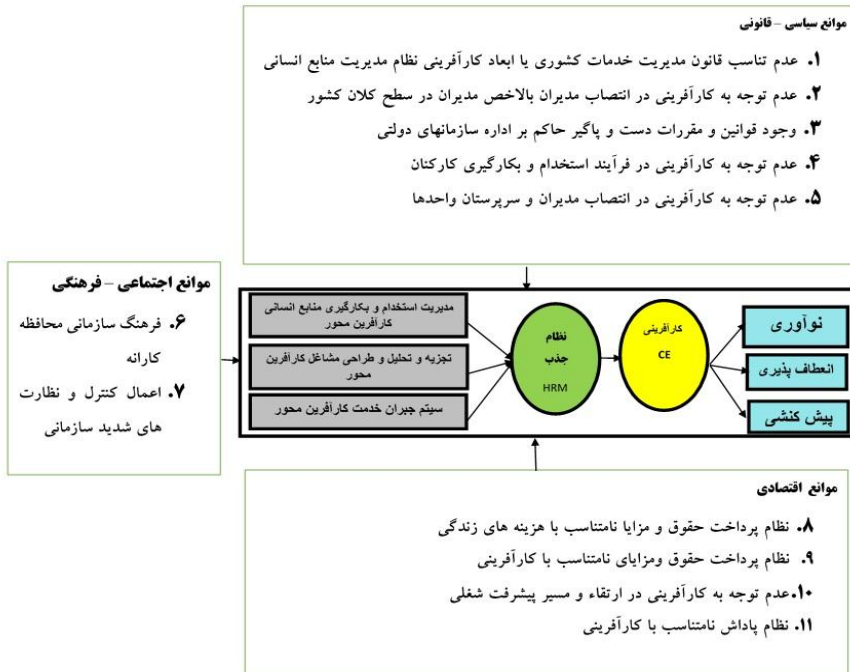 موانع سیاسی – قانونی
۱. عدم تناسب قانون مدیریت خدمات کشوری یا ابعاد کارآفرینی نظام مدیریت منابع انسانی
۲. عدم توجه به کارآفرینی در انتصاب مدیران بالاخص مدیران در سطح کلان کشور
۳. وجود قوانین و مقررات دست و پاگیر حاکم بر اداره سازمانهای دولتی
۴. عدم توجه به کارآفرینی در فرآیند استخدام و بکارگیری کارکنان
۵. عدم توجه به کارآفرینی در انتصاب مدیران و سرپرستان واحدها
موانع اجتماعی – فرهنگی
۶. فرهنگ سازمانی محافظه
کارانه
۷. اعمال کنترل و نظارت
های شدید سازمانی
مدیریت استخدام و بکارگیری منابع انسانی
کارآفرین محور
تجزیه و تحلیل و طراحی مشاغل کارآفرین
محور
سیتم جبران خدمت کارآفرین محور
نظام
جذب
HRM
کارآفرینی
CE
نوآوری
انعطاف پذیری
پیش کنشی
موانع اقتصادی
۸. نظام پرداخت حقوق و مزایا نامتناسب با هزینه های زندگی
۹. نظام پرداخت حقوق ومزایای نامتناسب با کارآفرینی
۱۰.عدم توجه به کارآفرینی در ارتقاء و مسیر پیشرفت شغلی
۱۱. نظام پاداش نامتناسب با کارآفرینی